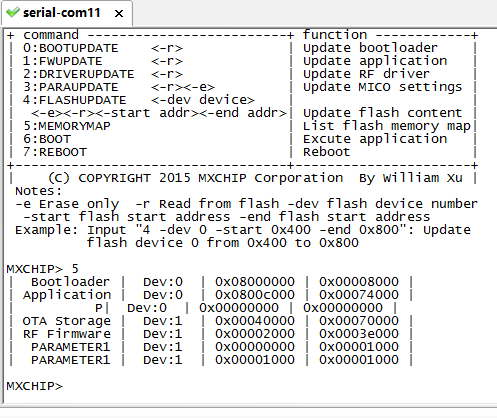 serial-com11
+ command -------------------------+ function ------------+
| 0:BOOTUPDATE    <-r>             | Update bootloader    |
| 1:FWUPDATE      <-r>             | Update application   |
| 2:DRIVERUPDATE  <-r>             | Update RF driver     |
| 3:PARAUPDATE    <-r><-e>         | Update MICO settings |
| 4:FLASHUPDATE   <-dev device>    |
|  <-e><-r><-start addr><-end addr>| Update flash content |
| 5:MEMORYMAP                      | List flash memory map|
| 6:BOOT                           | Excute application   |
| 7:REBOOT                         | Reboot               |
+----------------------------------+----------------------+
|    (C) COPYRIGHT 2015 MXCHIP Corporation  By William Xu |
Notes:
-e Erase only  -r Read from flash -dev flash device number
-start flash start address -end flash start address
Example: Input "4 -dev 0 -start 0x400 -end 0x800": Update
flash device 0 from 0x400 to 0x800
MXCHIP> 5
|  Bootloader |  Dev:0  | 0x08000000 | 0x00008000 |
| Application |  Dev:0  | 0x0800c000 | 0x00074000 |
|           P|  Dev:0  | 0x00000000 | 0x00000000 |
| OTA Storage |  Dev:1  | 0x00040000 | 0x00070000 |
| RF Firmware |  Dev:1  | 0x00002000 | 0x0003e000 |
|  PARAMETER1 |  Dev:1  | 0x00000000 | 0x00001000 |
|  PARAMETER1 |  Dev:1  | 0x00001000 | 0x00001000 |
MXCHIP>